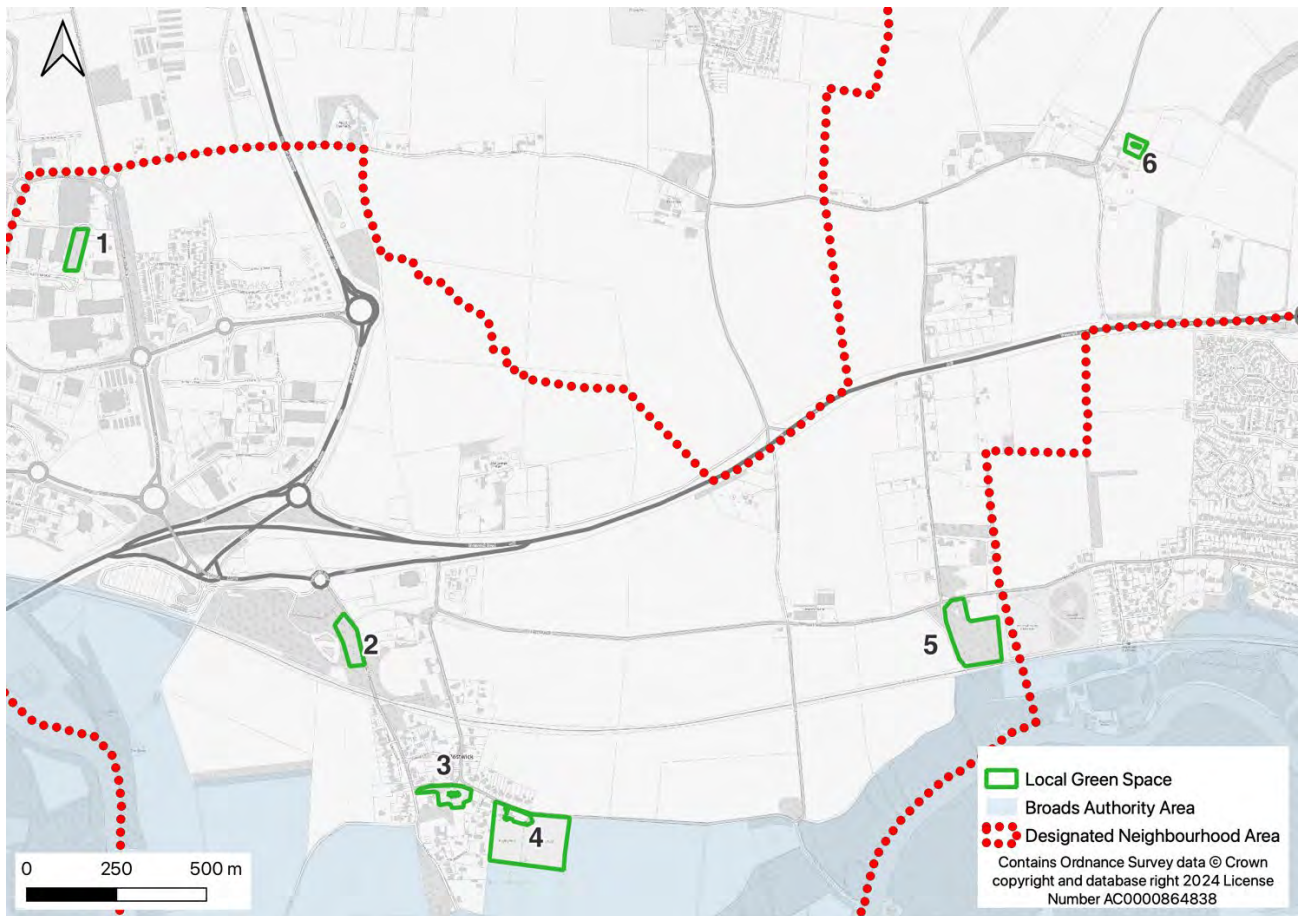 1
6
2
5
3
4
Local Green Space
Broads Authority Area
Designated Neighbourhood Area
Contains Ordnance Survey data © Crown
copyright and database right 2024 License
Number AC0000864838
0 250 500 m